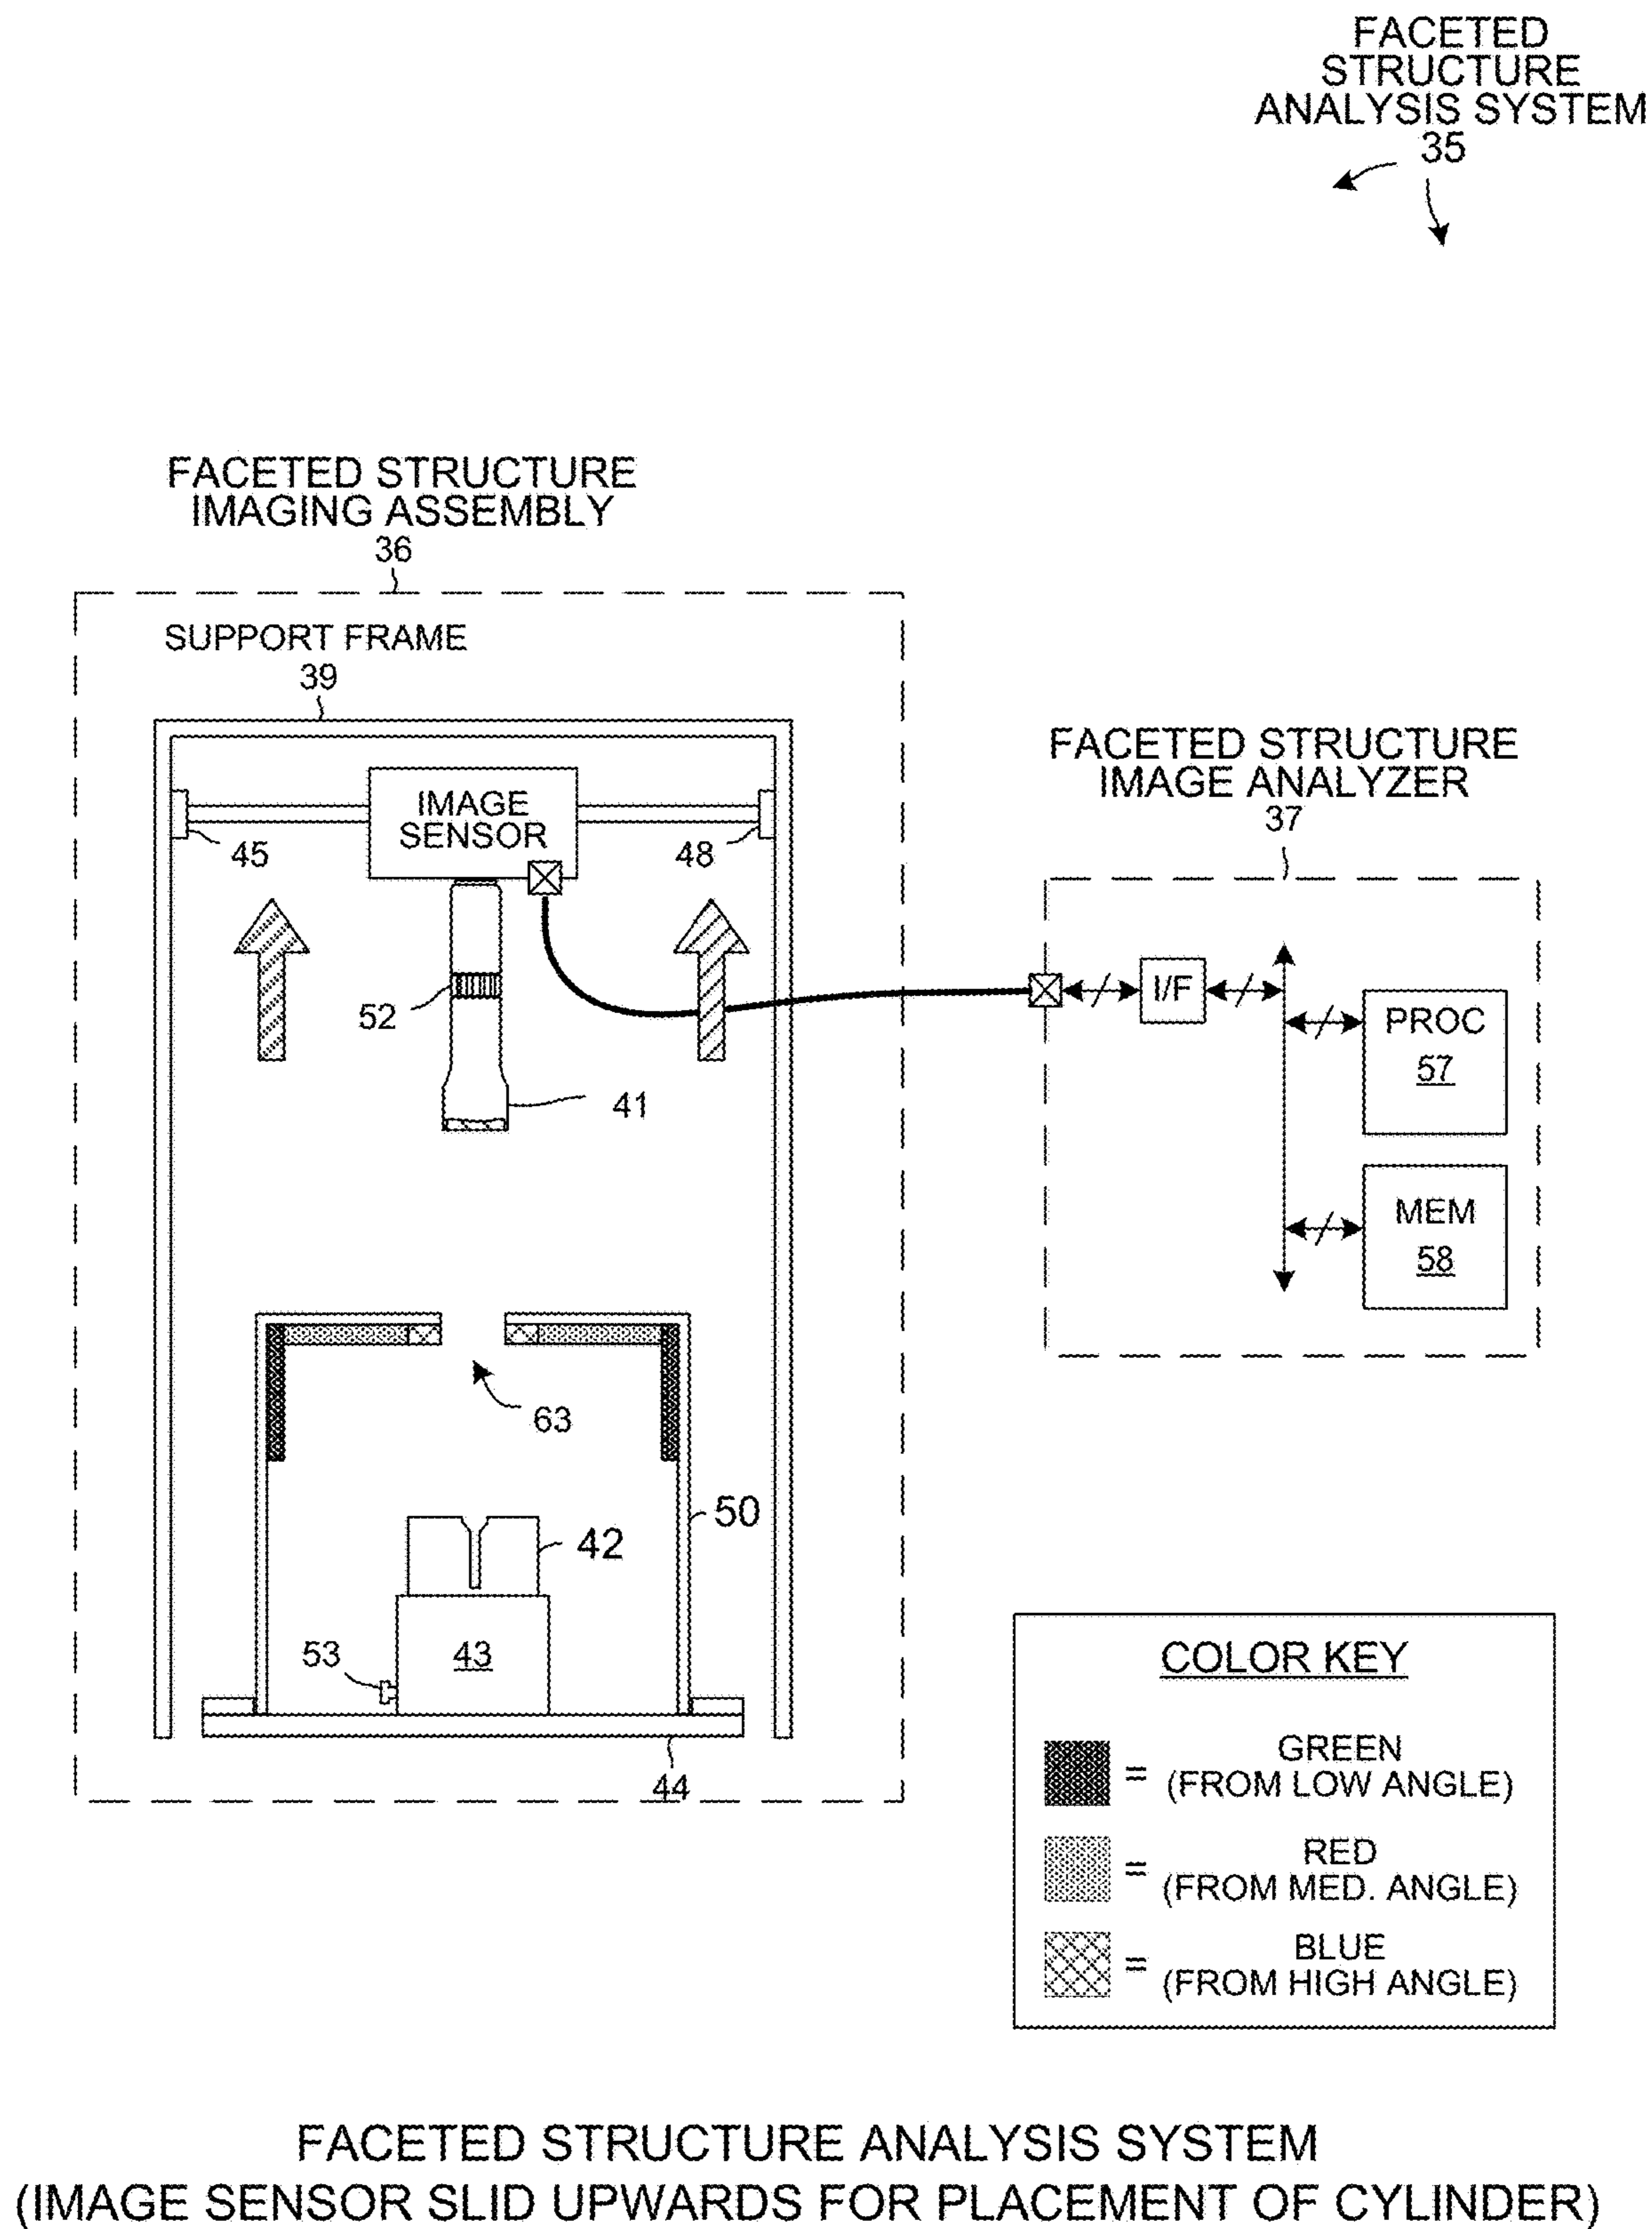 FACETED
STRUCTURE
ANALYSIS SYSTEM
35
FACETED STRUCTURE
IMAGING ASSEMBLY
36
SUPPORT FRAME
39
IMAGE
SENSOR
45
48
52
41
FACETED STRUCTURE
IMAGE ANALYZER
37
I/F
PROC
57
MEM
58
63
50
42
53
43
44
COLOR KEY
= GREEN
(FROM LOW ANGLE)
= RED
(FROM MED. ANGLE)
= BLUE
(FROM HIGH ANGLE)
FACETED STRUCTURE ANALYSIS SYSTEM
(IMAGE SENSOR SLID UPWARDS FOR PLACEMENT OF CYLINDER)